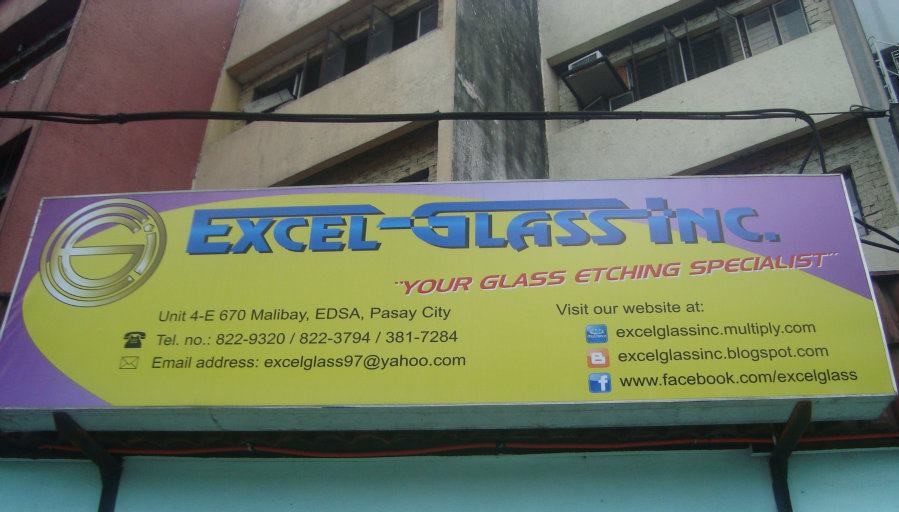 EXCEL-GLASS INC.
"YOUR GLASS ETCHING SPECIALIST"
Unit 4-E 670 Malibay, EDSA, Pasay City
Tel. no.: 822-9320 / 822-3794 / 381-7284
Email address: excelglass97@yahoo.com
Visit our website at:
excelglassinc.multiply.com
excelglassinc.blogspot.com
www.facebook.com/excelglass